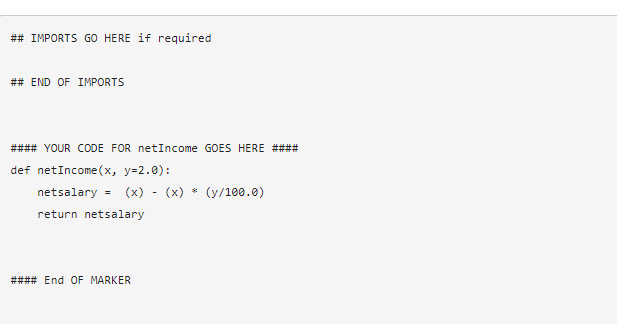 ## IMPORTS GO HERE if required
## END OF IMPORTS
#### YOUR CODE FOR netIncome GOES HERE ####
def netIncome(x, y=2.0):
    netsalary =  (x) - (x) * (y/100.0)
    return netsalary
#### End OF MARKER